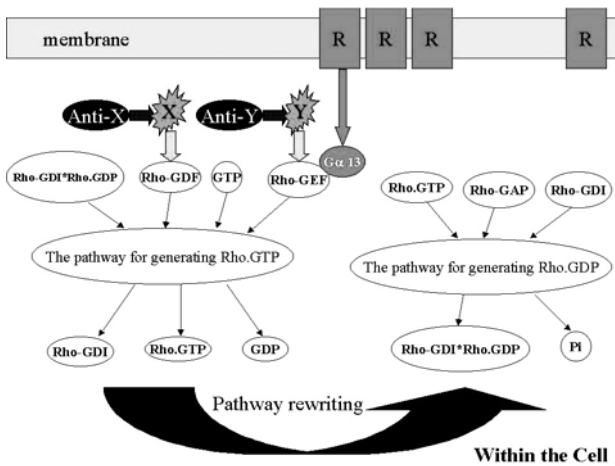 membrane
R
R
R
R
Anti-X
X
Anti-Y
Y
Gα 13
Rho-GDI*Rho.GDP
Rho-GDF
GTP
Rho-GEF
Rho.GTP
Rho-GAP
Rho-GDI
The pathway for generating Rho.GTP
The pathway for generating Rho.GDP
Rho-GDI
Rho.GTP
GDP
Rho-GDI*Rho.GDP
Pi
Pathway rewriting
Within the Cell